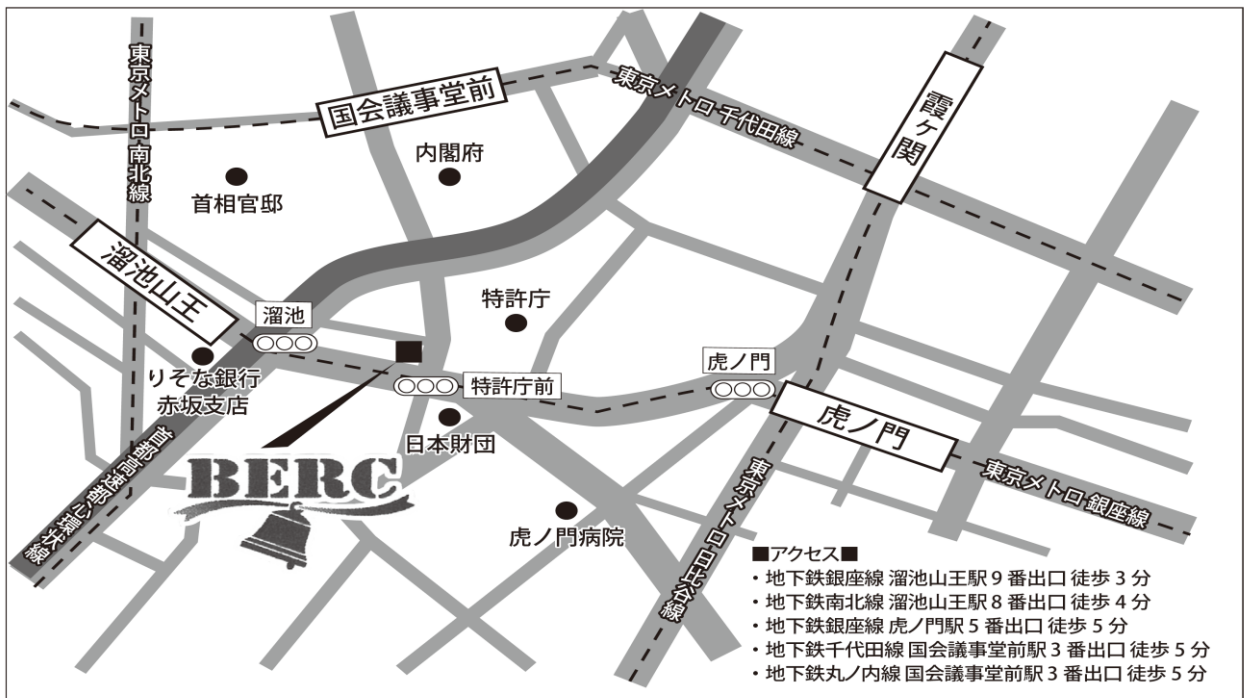 東京メトロ 南北線
国会議事堂前
東京メトロ 千代田線
霞ヶ関
内閣府
首相官邸
溜池山王
溜池
特許庁
虎ノ門
りそな銀行
赤坂支店
特許庁前
日本財団
虎ノ門
首都高速都心環状線
BERC
虎ノ門病院
東京メトロ 日比谷線
東京メトロ 銀座線
■アクセス■
・地下鉄銀座線 溜池山王駅 9 番出口 徒歩 3 分
・地下鉄南北線 溜池山王駅 8 番出口 徒歩 4 分
・地下鉄銀座線 虎ノ門駅 5 番出口 徒歩 5 分
・地下鉄千代田線 国会議事堂前駅 3 番出口 徒歩 5 分
・地下鉄丸ノ内線 国会議事堂前駅 3 番出口 徒歩 5 分